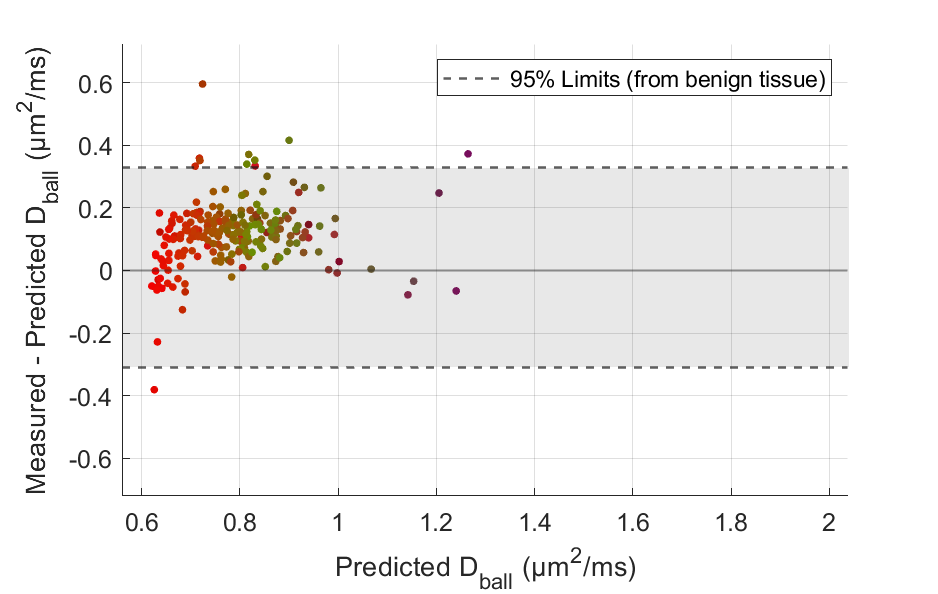 95% Limits (from benign tissue)
Measured - Predicted D_ball (µm²/ms)
0.6
0.4
0.2
0
-0.2
-0.4
-0.6
0.6 0.8 1 1.2 1.4 1.6 1.8 2
Predicted D_ball (µm²/ms)